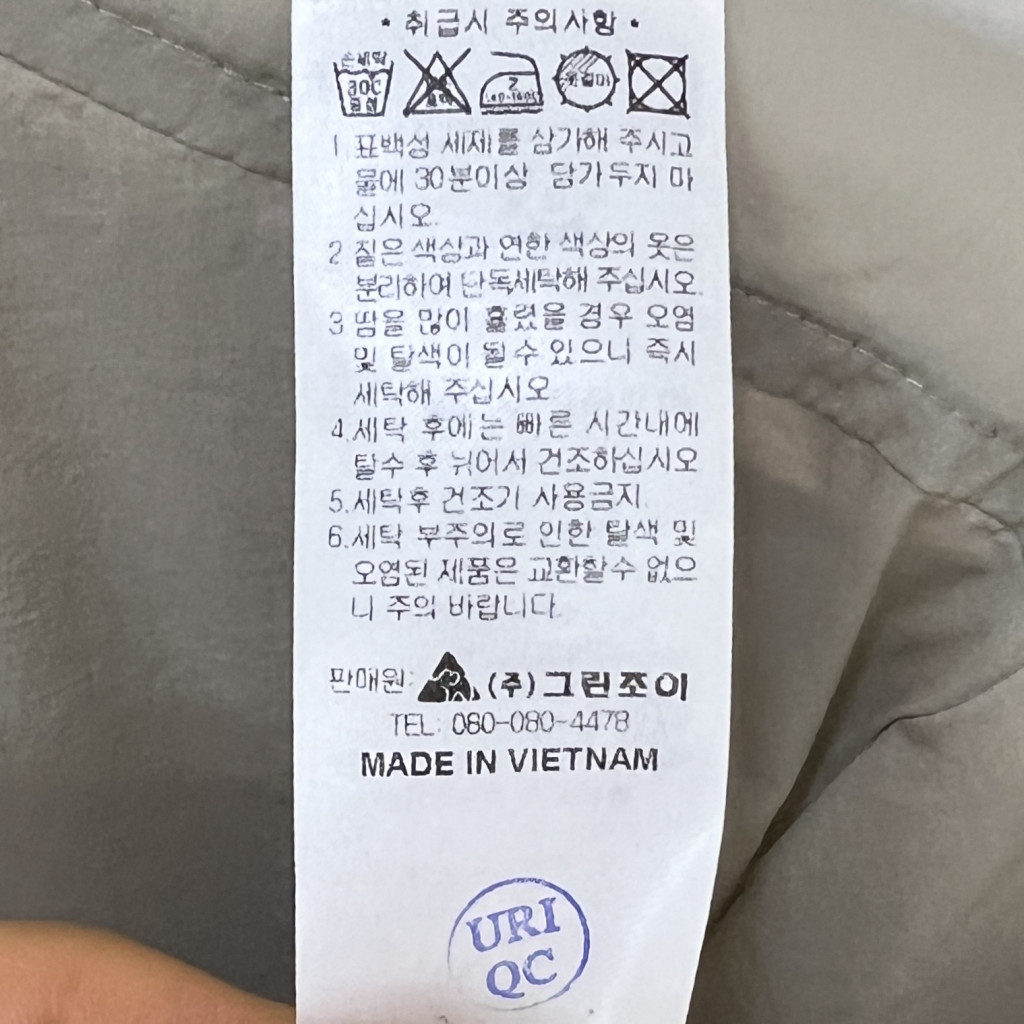 • 취급시 주의사항 •
손세탁
30C
중성
Z
옷걸이
1 표백성 세제를 삼가해 주시고
물에 30분이상 담가두지 마
십시오.
2 짙은 색상과 연한 색상의 옷은
분리하여 단독세탁해 주십시오.
3 땀을 많이 흘렸을 경우 오염
및 탈색이 될 수 있으니 즉시
세탁해 주십시오
4.세탁 후에는 빠른 시간내에
탈수 후 뉘어서 건조하십시오
5.세탁후 건조기 사용금지.
6.세탁 부주의로 인한 탈색 및
오염된 제품은 교환할수 없으
니 주의 바랍니다.
판매원: (주)그린조이
TEL: 080-080-4478
MADE IN VIETNAM
URI
QC